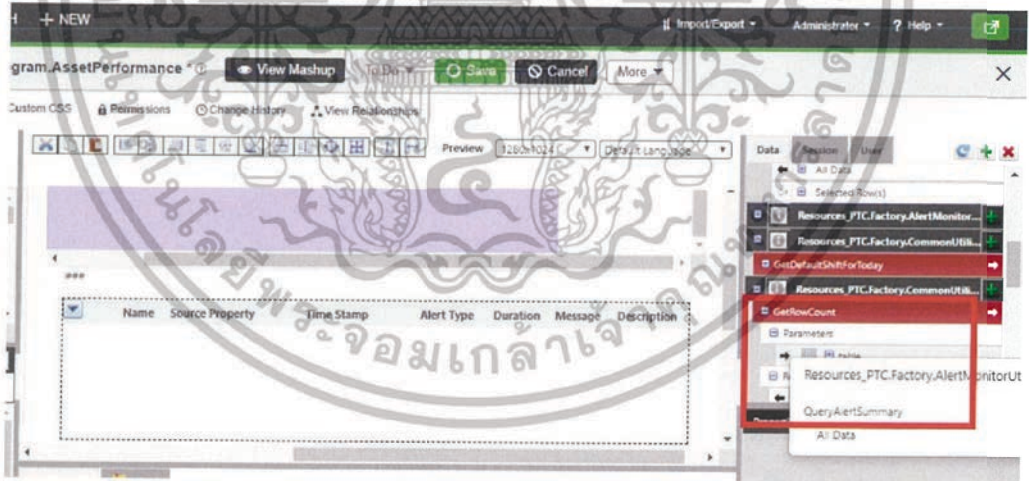 + NEW
Import/Export
Administrator
? Help
gram.AssetPerformance *
View Mashup
To Do
Save
Cancel
More
Custom CSS
Permissions
Change History
View Relationships
Preview
1280x1024
Default Language
Data
Session
User
All Data
Selected Row(s)
Resources_PTC.Factory.AlertMonitor...
Resources_PTC.Factory.CommonUtili...
GetDefaultShiftForToday
Resources_PTC.Factory.CommonUtili...
###
Name
Source Property
Time Stamp
Alert Type
Duration
Message
Description
GetRowCount
Parameters
table
Resources_PTC.Factory.AlertMonitorUt
QueryAlertSummary
All Data